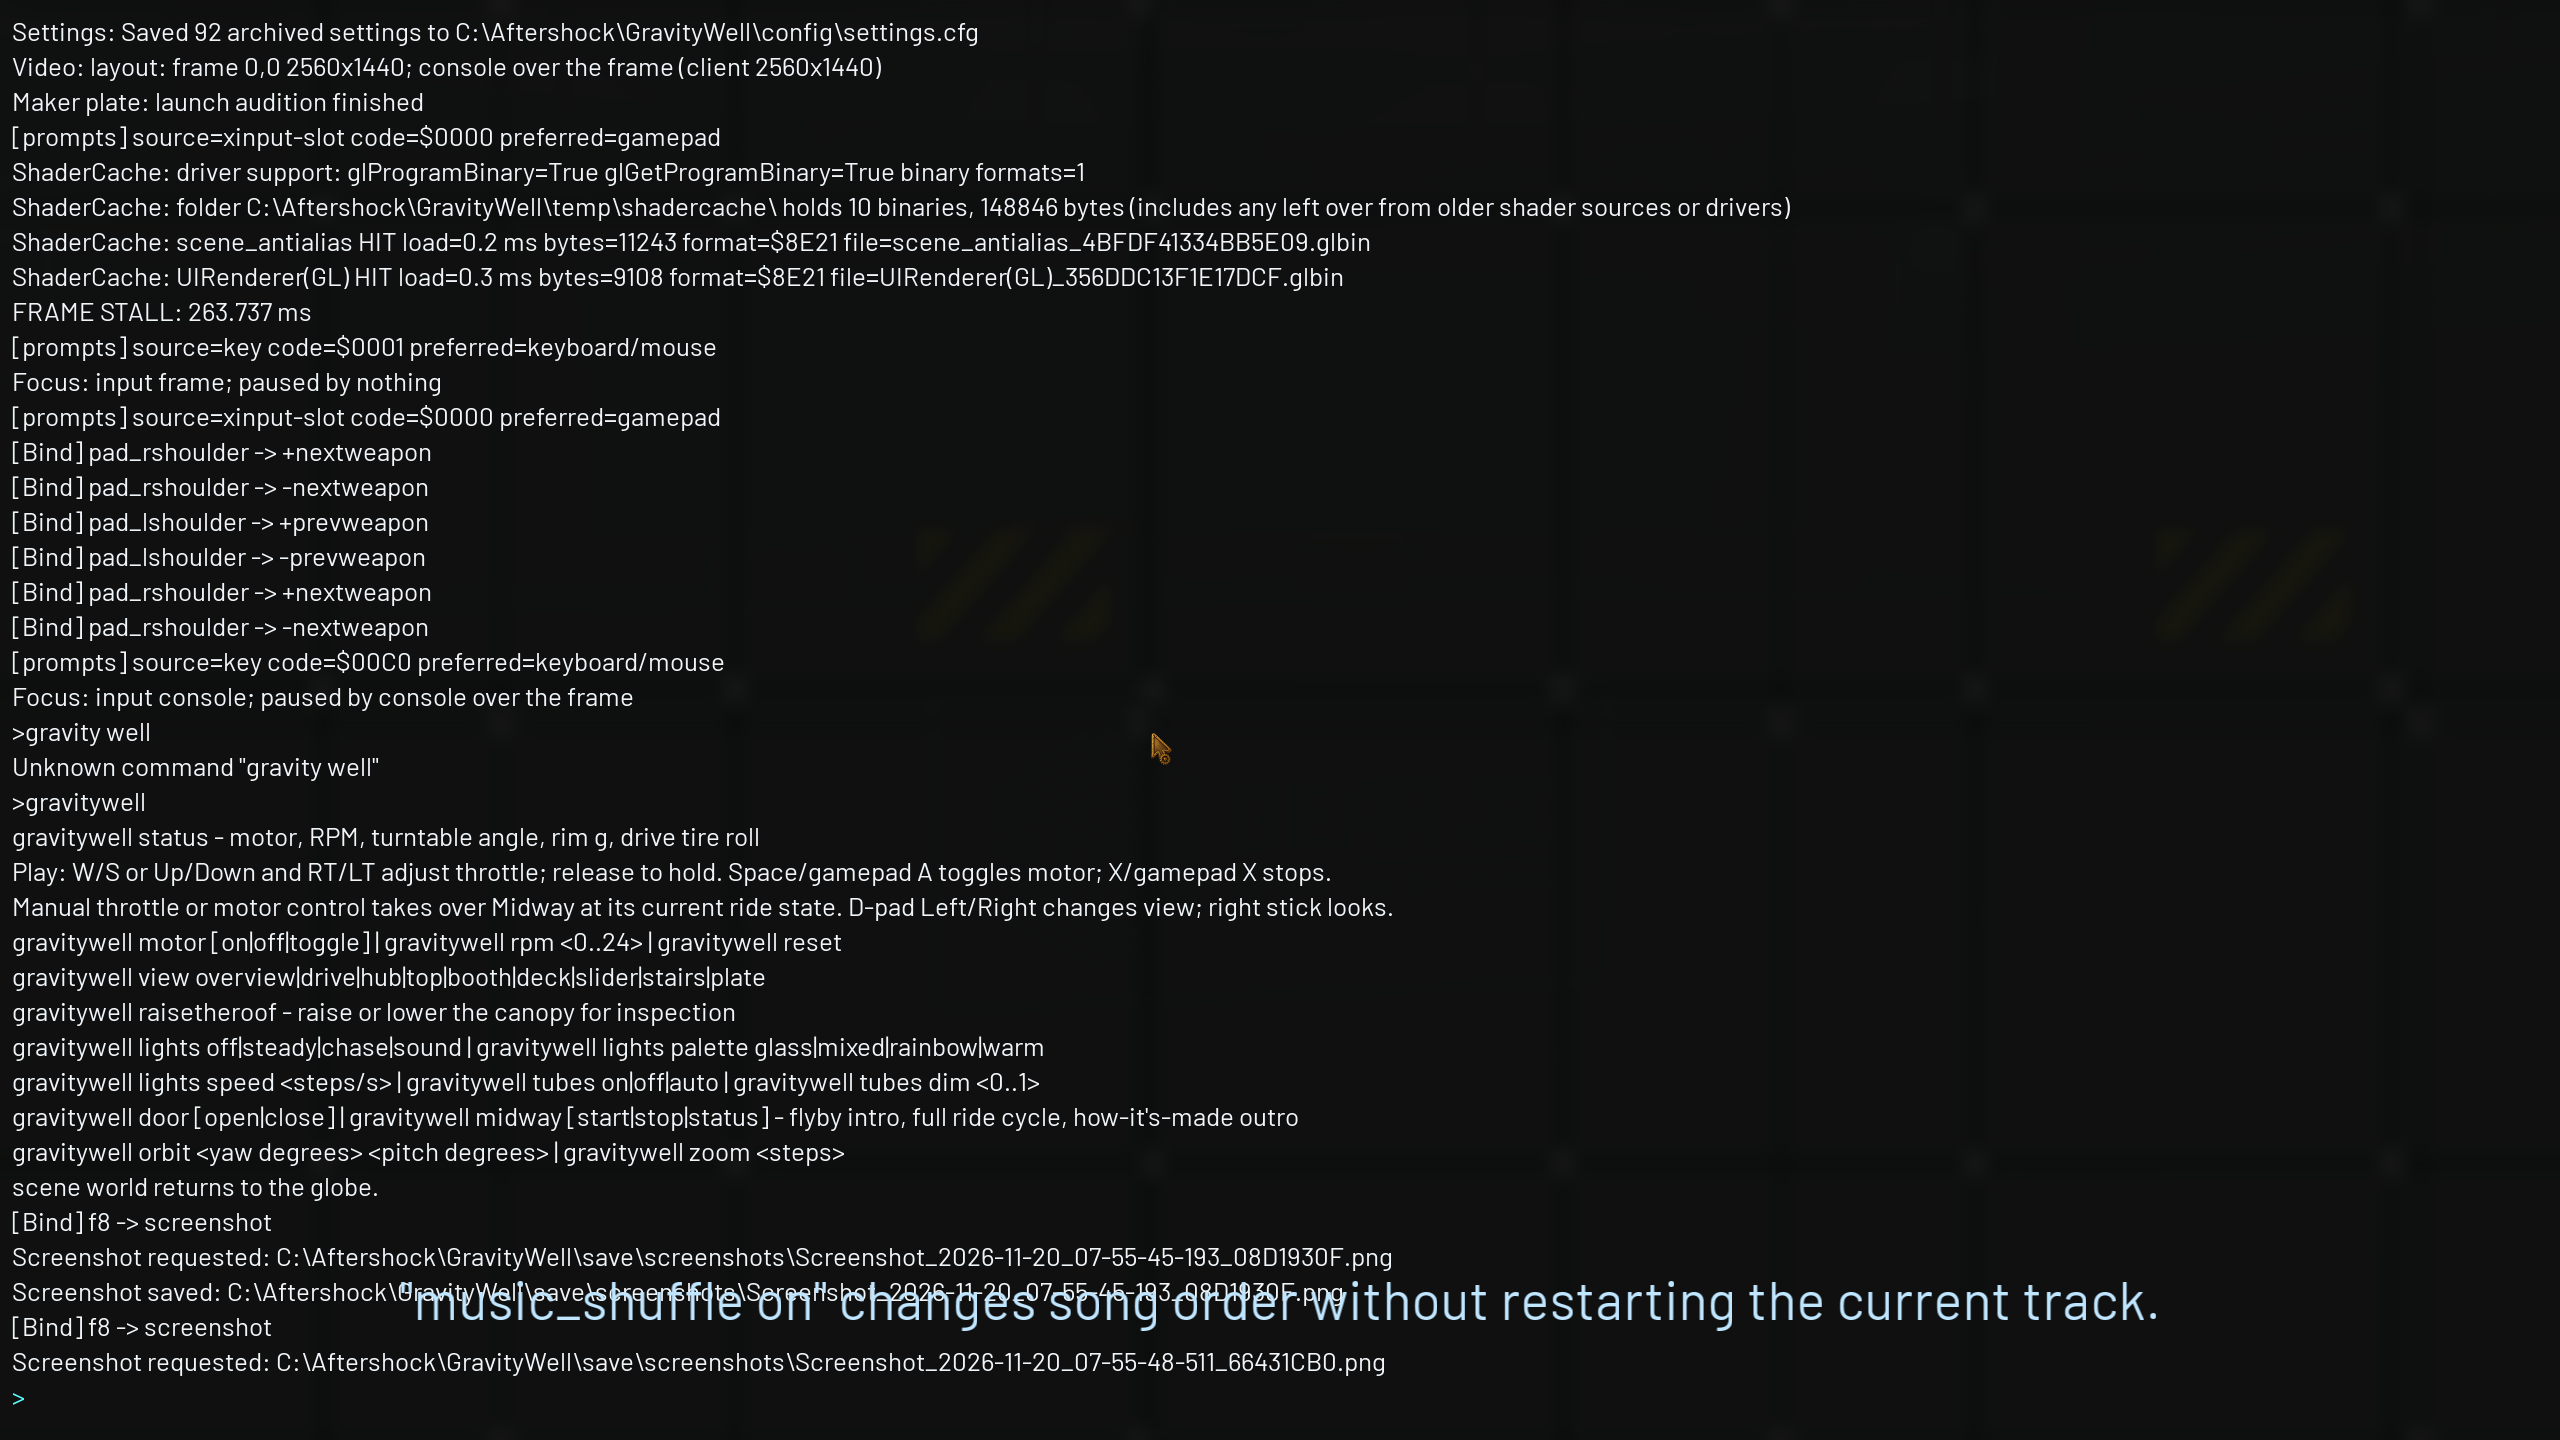 Settings: Saved 92 archived settings to C:\Aftershock\GravityWell\config\settings.cfg
Video: layout: frame 0,0 2560x1440; console over the frame (client 2560x1440)
Maker plate: launch audition finished
[prompts] source=xinput-slot code=$0000 preferred=gamepad
ShaderCache: driver support: glProgramBinary=True glGetProgramBinary=True binary formats=1
ShaderCache: folder C:\Aftershock\GravityWell\temp\shadercache\ holds 10 binaries, 148846 bytes (includes any left over from older shader sources or drivers)
ShaderCache: scene_antialias HIT load=0.2 ms bytes=11243 format=$8E21 file=scene_antialias_4BFDF41334BB5E09.glbin
ShaderCache: UIRenderer(GL) HIT load=0.3 ms bytes=9108 format=$8E21 file=UIRenderer(GL)_356DDC13F1E17DCF.glbin
FRAME STALL: 263.737 ms
[prompts] source=key code=$0001 preferred=keyboard/mouse
Focus: input frame; paused by nothing
[prompts] source=xinput-slot code=$0000 preferred=gamepad
[Bind] pad_rshoulder -> +nextweapon
[Bind] pad_rshoulder -> -nextweapon
[Bind] pad_lshoulder -> +prevweapon
[Bind] pad_lshoulder -> -prevweapon
[Bind] pad_rshoulder -> +nextweapon
[Bind] pad_rshoulder -> -nextweapon
[prompts] source=key code=$00C0 preferred=keyboard/mouse
Focus: input console; paused by console over the frame
>gravity well
Unknown command "gravity well"
>gravitywell
gravitywell status - motor, RPM, turntable angle, rim g, drive tire roll
Play: W/S or Up/Down and RT/LT adjust throttle; release to hold. Space/gamepad A toggles motor; X/gamepad X stops.
Manual throttle or motor control takes over Midway at its current ride state. D-pad Left/Right changes view; right stick looks.
gravitywell motor [on|off|toggle] | gravitywell rpm <0..24> | gravitywell reset
gravitywell view overview|drive|hub|top|booth|deck|slider|stairs|plate
gravitywell raisetheroof - raise or lower the canopy for inspection
gravitywell lights off|steady|chase|sound | gravitywell lights palette glass|mixed|rainbow|warm
gravitywell lights speed <steps/s> | gravitywell tubes on|off|auto | gravitywell tubes dim <0..1>
gravitywell door [open|close] | gravitywell midway [start|stop|status] - flyby intro, full ride cycle, how-it's-made outro
gravitywell orbit <yaw degrees> <pitch degrees> | gravitywell zoom <steps>
scene world returns to the globe.
[Bind] f8 -> screenshot
Screenshot requested: C:\Aftershock\GravityWell\save\screenshots\Screenshot_2026-11-20_07-55-45-193_08D1930F.png
Screenshot saved: C:\Aftershock\GravityWell\save\screenshots\Screenshot_2026-11-20_07-55-45-193_08D1930F.png
"music_shuffle on" changes song order without restarting the current track.
[Bind] f8 -> screenshot
Screenshot requested: C:\Aftershock\GravityWell\save\screenshots\Screenshot_2026-11-20_07-55-48-511_66431CB0.png
>